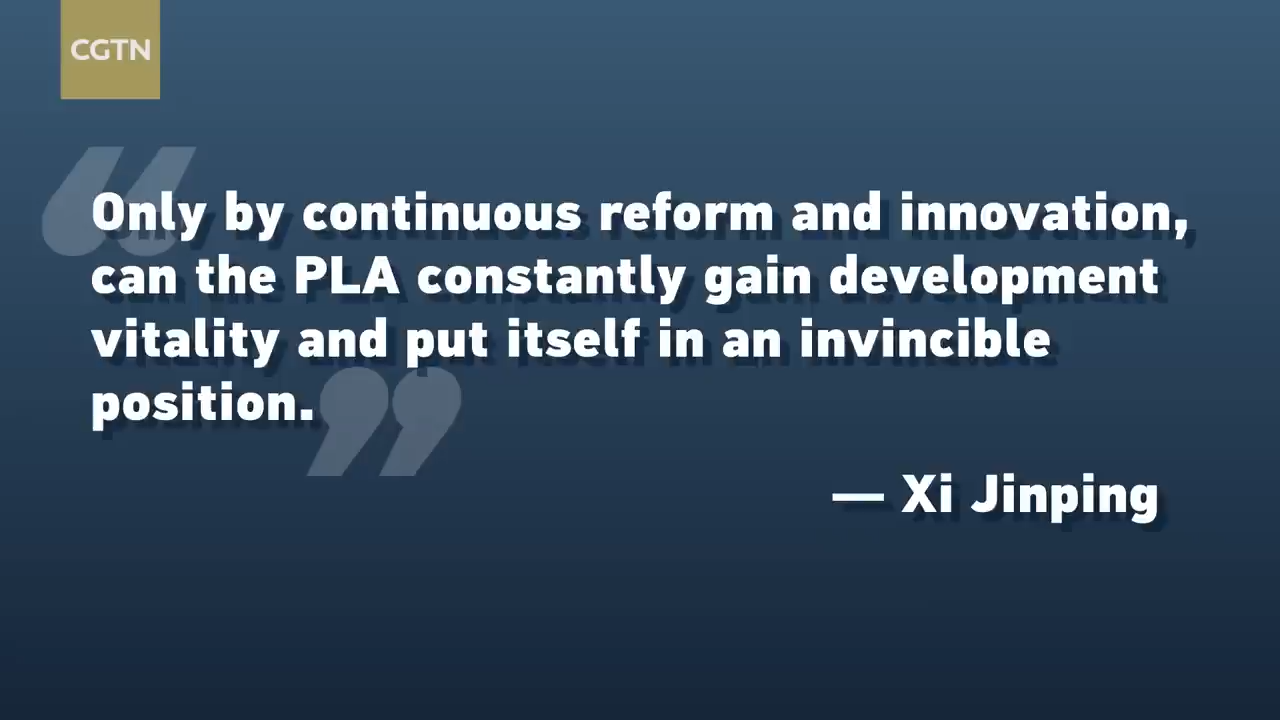 CGTN
“
Only by continuous reform and innovation,
can the PLA constantly gain development
vitality and put itself in an invincible
position.
”
— Xi Jinping